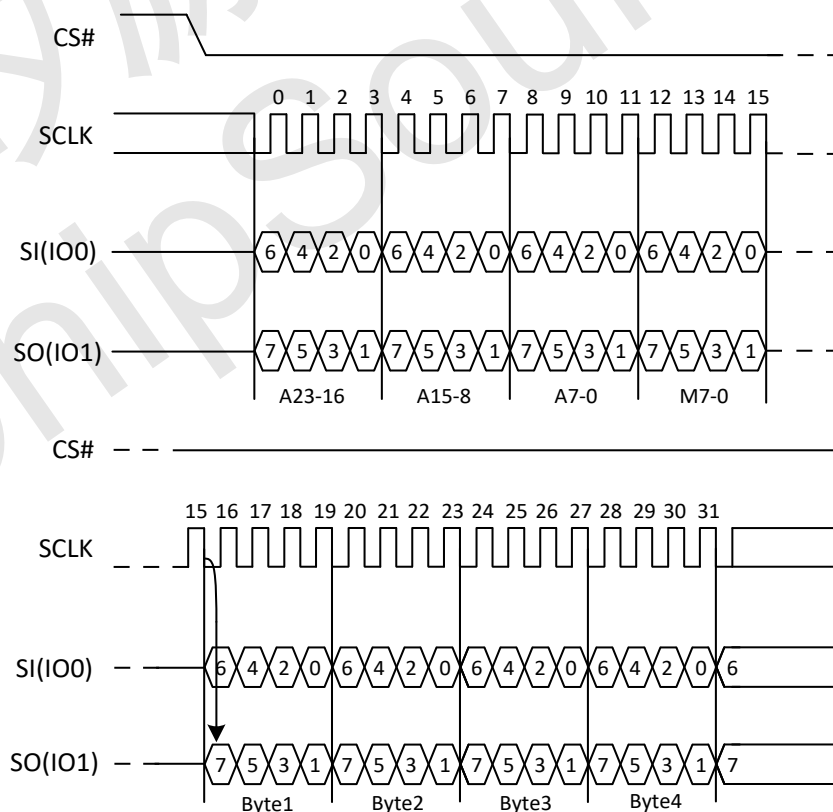 CS#
0 1 2 3 4 5 6 7 8 9 10 11 12 13 14 15
SCLK
SI(IO0) 6 4 2 0 6 4 2 0 6 4 2 0 6 4 2 0
SO(IO1) 7 5 3 1 7 5 3 1 7 5 3 1 7 5 3 1
A23-16 A15-8 A7-0 M7-0
CS#
15 16 17 18 19 20 21 22 23 24 25 26 27 28 29 30 31
SCLK
SI(IO0) 6 4 2 0 6 4 2 0 6 4 2 0 6 4 2 0 6
SO(IO1) 7 5 3 1 7 5 3 1 7 5 3 1 7 5 3 1 7
Byte1 Byte2 Byte3 Byte4